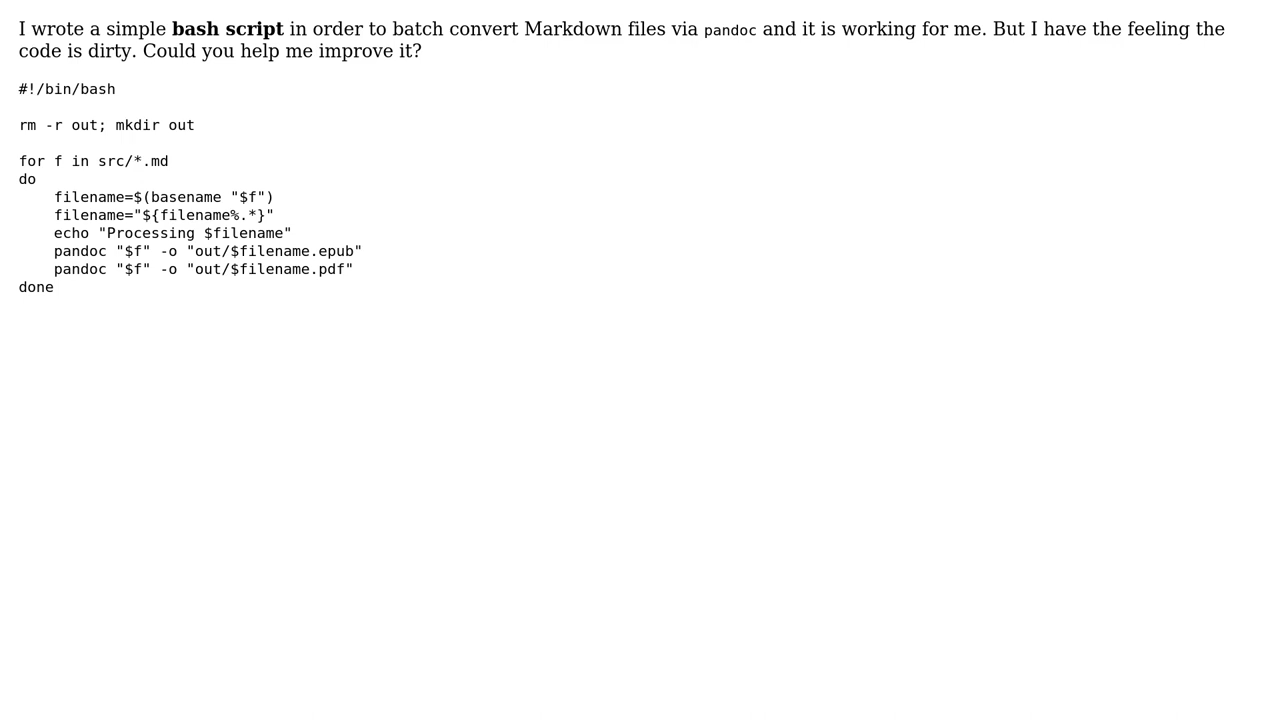 I wrote a simple bash script in order to batch convert Markdown files via pandoc and it is working for me. But I have the feeling the
code is dirty. Could you help me improve it?
#!/bin/bash
rm -r out; mkdir out
for f in src/*.md
do
    filename=$(basename "$f")
    filename="${filename%.*}"
    echo "Processing $filename"
    pandoc "$f" -o "out/$filename.epub"
    pandoc "$f" -o "out/$filename.pdf"
done